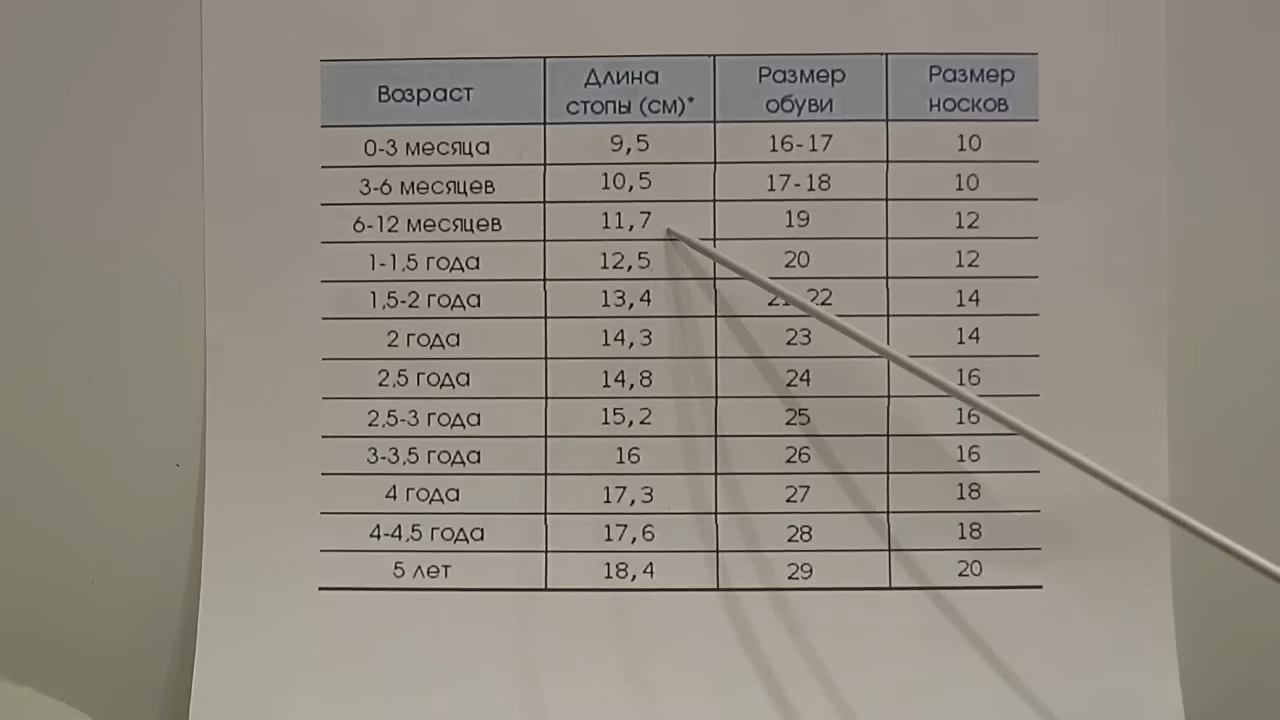 Возраст Длина стопы (см)* Размер обуви Размер носков
0-3 месяца 9,5 16-17 10
3-6 месяцев 10,5 17-18 10
6-12 месяцев 11,7 19 12
1-1,5 года 12,5 20 12
1,5-2 года 13,4 21-22 14
2 года 14,3 23 14
2,5 года 14,8 24 16
2,5-3 года 15,2 25 16
3-3,5 года 16 26 16
4 года 17,3 27 18
4-4,5 года 17,6 28 18
5 лет 18,4 29 20